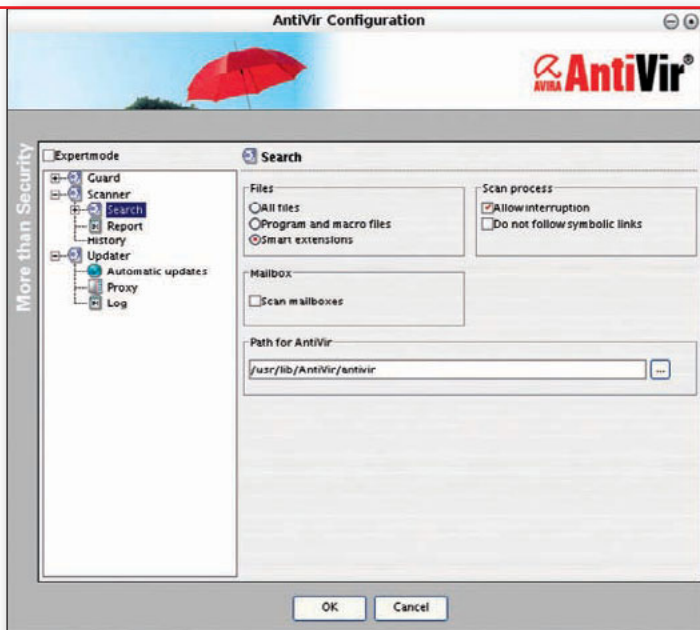 AntiVir Configuration
AVIRA AntiVir®
More than Security
Expertmode
Guard
Scanner
Search
Report
History
Updater
Automatic updates
Proxy
Log
Search
Files
All files
Program and macro files
Smart extensions
Scan process
Allow interruption
Do not follow symbolic links
Mailbox
Scan mailboxes
Path for AntiVir
/usr/lib/AntiVir/antivir
...
OK
Cancel